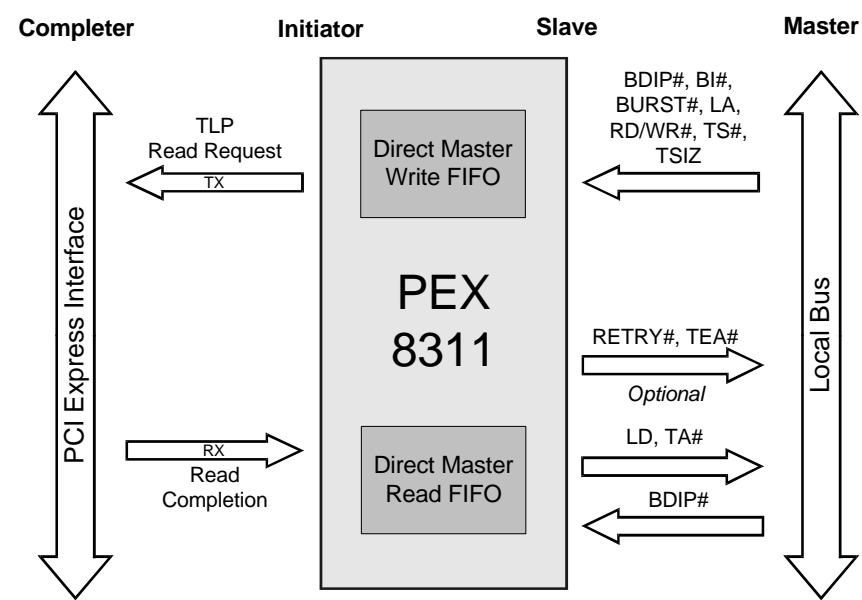 Completer
Initiator
Slave
Master
BDIP#, BI#,
BURST#, LA,
RD/WR#, TS#,
TSIZ
TLP
Read Request
TX
Direct Master
Write FIFO
PCI Express Interface
PEX
8311
Local Bus
RETRY#, TEA#
Optional
RX
Read
Completion
Direct Master
Read FIFO
LD, TA#
BDIP#